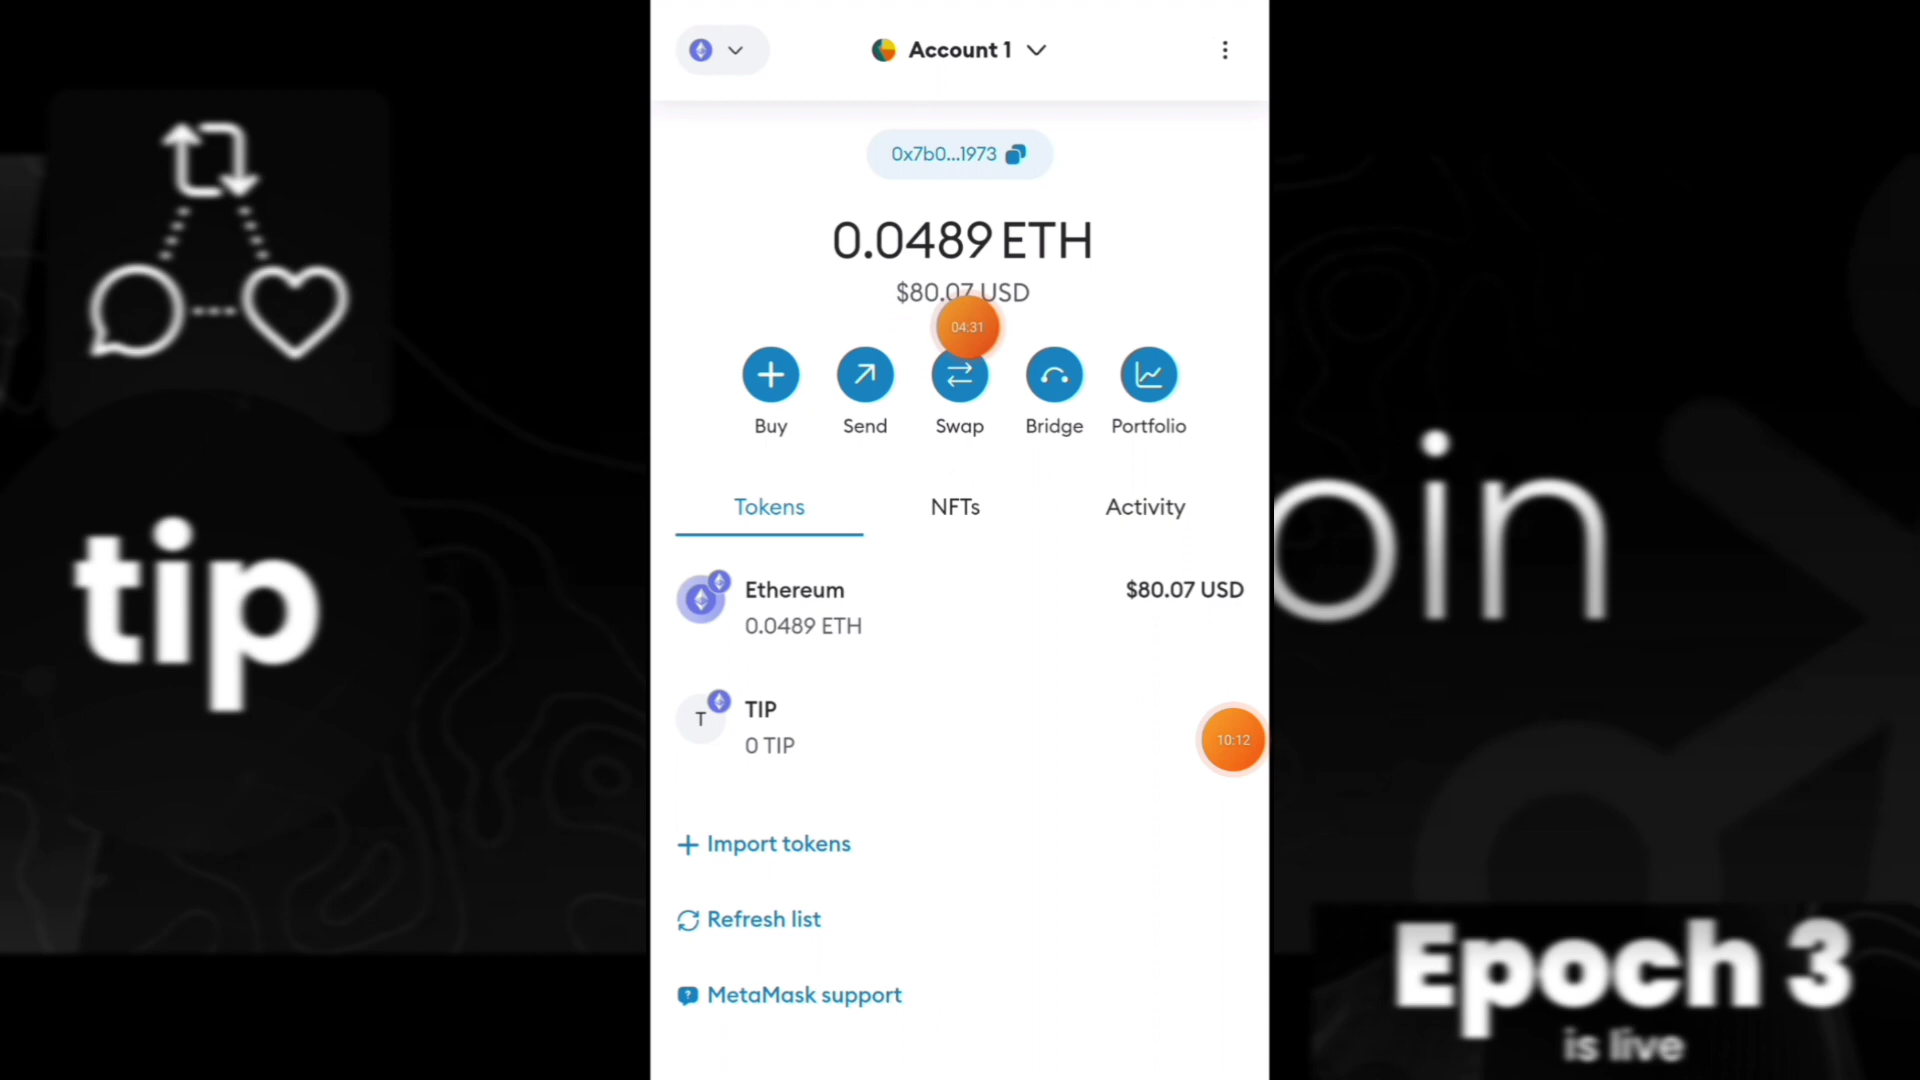 Account 1
0x7b0...1973
0.0489 ETH
$80.07 USD
04:31
Buy
Send
Swap
Bridge
Portfolio
Tokens
NFTs
Activity
Ethereum
$80.07 USD
0.0489 ETH
T
TIP
0 TIP
10:12
+ Import tokens
Refresh list
MetaMask support
tip
oin
Epoch 3
is live